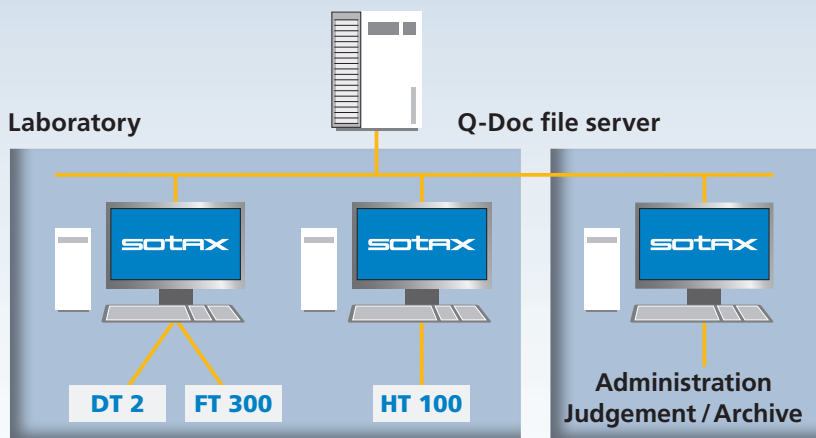 Laboratory
Q-Doc file server
sotax
sotax
sotax
DT 2
FT 300
HT 100
Administration
Judgement / Archive